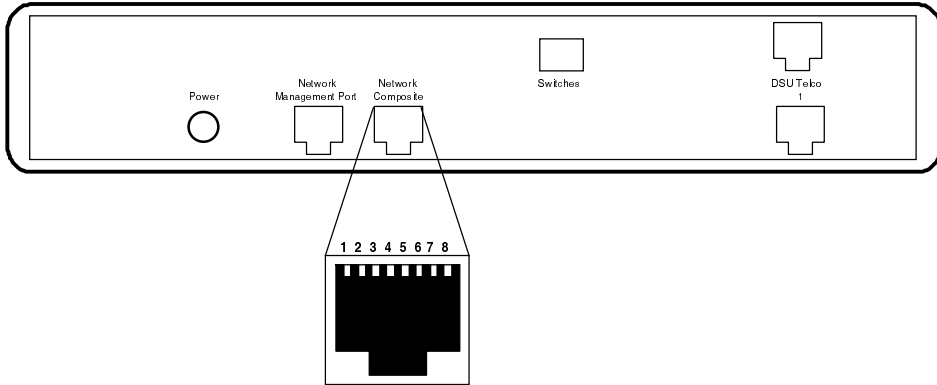 Power
Network
Management Port
Network
Composite
Switches
DSU Telco
1
1 2 3 4 5 6 7 8